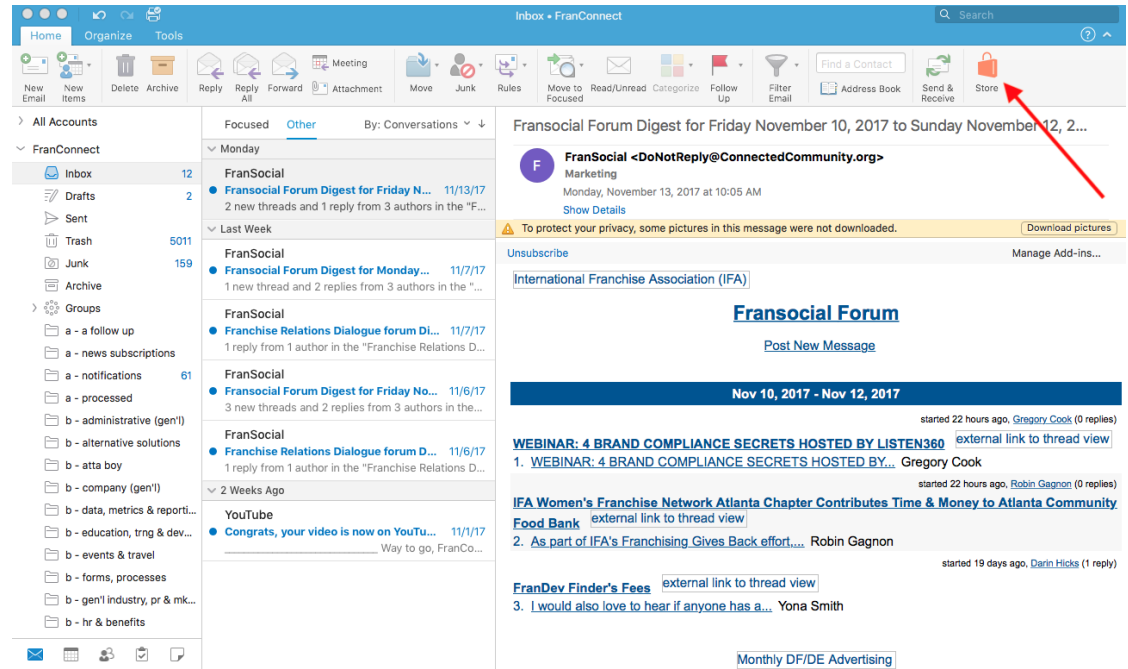 Inbox • FranConnect
Search
Home Organize Tools
New Email
New Items
Delete
Archive
Reply
Reply All
Forward
Meeting
Attachment
Move
Junk
Rules
Move to Focused
Read/Unread
Categorize
Follow Up
Filter Email
Find a Contact
Address Book
Send & Receive
Store
All Accounts
FranConnect
Inbox 12
Drafts 2
Sent
Trash 5011
Junk 159
Archive
Groups
a - a follow up
a - news subscriptions
a - notifications 61
a - processed
b - administrative (gen'l)
b - alternative solutions
b - atta boy
b - company (gen'l)
b - data, metrics & reporti...
b - education, trng & dev...
b - events & travel
b - forms, processes
b - gen'l industry, pr & mk...
b - hr & benefits
Focused Other By: Conversations
Monday
FranSocial
Fransocial Forum Digest for Friday N... 11/13/17
2 new threads and 1 reply from 3 authors in the "F...
Last Week
FranSocial
Fransocial Forum Digest for Monday... 11/7/17
1 new thread and 2 replies from 3 authors in the "...
FranSocial
Franchise Relations Dialogue forum Di... 11/7/17
1 reply from 1 author in the "Franchise Relations D...
FranSocial
Fransocial Forum Digest for Friday No... 11/6/17
3 new threads and 2 replies from 3 authors in the...
FranSocial
Franchise Relations Dialogue forum D... 11/6/17
1 reply from 1 author in the "Franchise Relations D...
2 Weeks Ago
YouTube
Congrats, your video is now on YouTu... 11/1/17
Way to go, FranCo...
Fransocial Forum Digest for Friday November 10, 2017 to Sunday November 12, 2...
F
FranSocial <DoNotReply@ConnectedCommunity.org>
Marketing
Monday, November 13, 2017 at 10:05 AM
Show Details
To protect your privacy, some pictures in this message were not downloaded. Download pictures
Unsubscribe Manage Add-ins...
International Franchise Association (IFA)
Fransocial Forum
Post New Message
Nov 10, 2017 - Nov 12, 2017
started 22 hours ago, Gregory Cook (0 replies)
WEBINAR: 4 BRAND COMPLIANCE SECRETS HOSTED BY LISTEN360 external link to thread view
1. WEBINAR: 4 BRAND COMPLIANCE SECRETS HOSTED BY... Gregory Cook
started 22 hours ago, Robin Gagnon (0 replies)
IFA Women's Franchise Network Atlanta Chapter Contributes Time & Money to Atlanta Community
Food Bank external link to thread view
2. As part of IFA's Franchising Gives Back effort,... Robin Gagnon
started 19 days ago, Darin Hicks (1 reply)
FranDev Finder's Fees external link to thread view
3. I would also love to hear if anyone has a... Yona Smith
Monthly DF/DE Advertising